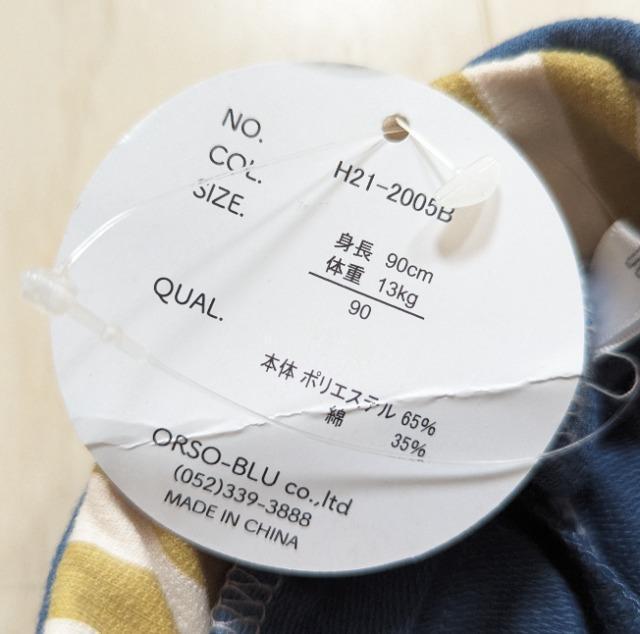 NO. H21-2005B
COL.
SIZE.
身長 90cm
体重 13kg
90
QUAL.
本体 ポリエステル 65%
綿 35%
ORSO-BLU co.,ltd
(052)339-3888
MADE IN CHINA